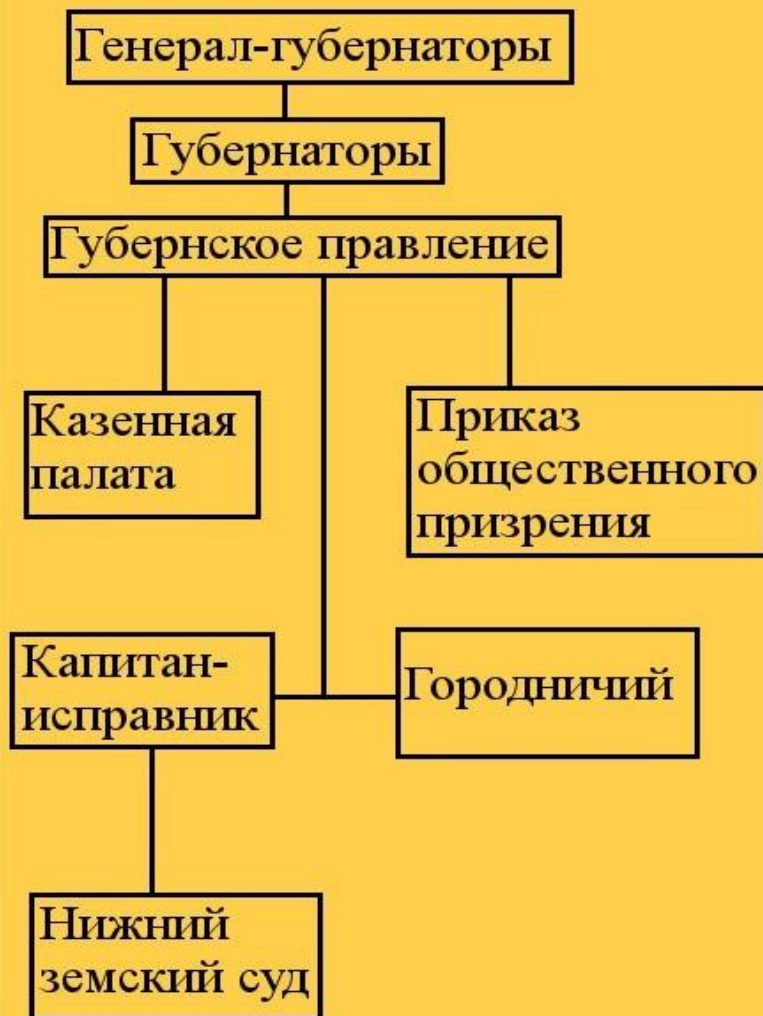 Генерал-губернаторы
Губернаторы
Губернское правление
Казенная
палата
Приказ
общественного
призрения
Капитан-
исправник
Городничий
Нижний
земский суд